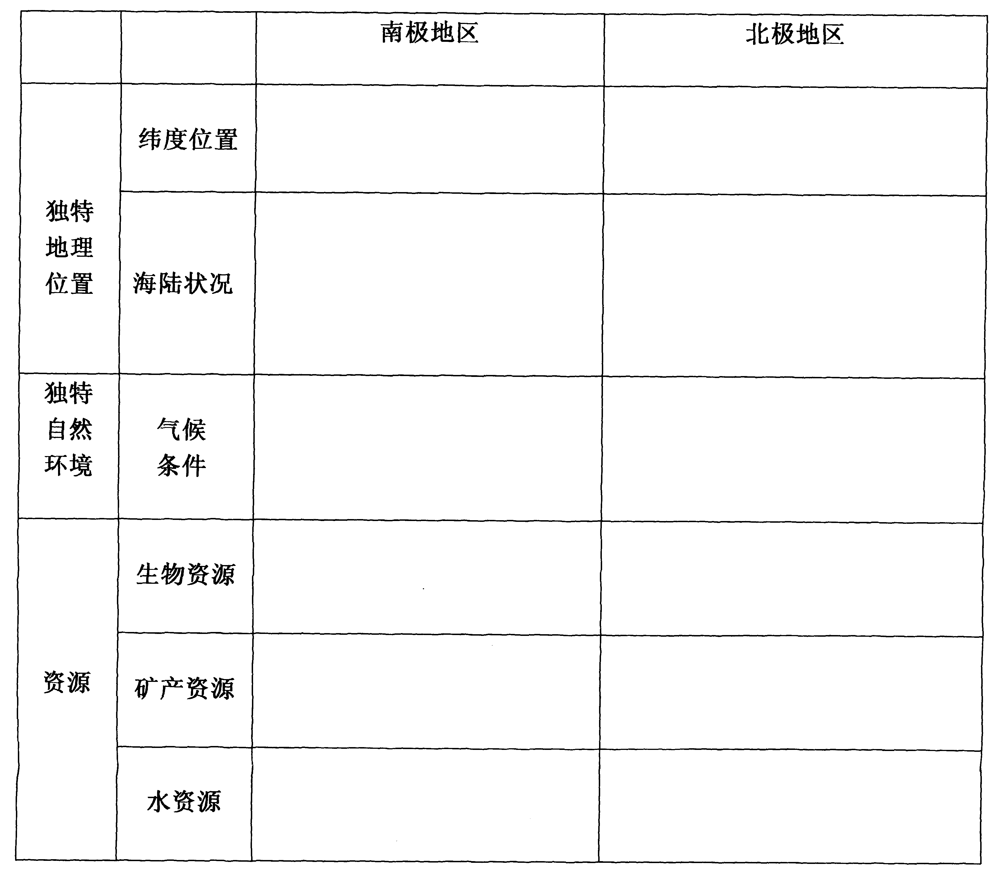 南极地区
北极地区
独特
地理
位置
纬度位置
海陆状况
独特
自然
环境
气候
条件
资源
生物资源
矿产资源
水资源